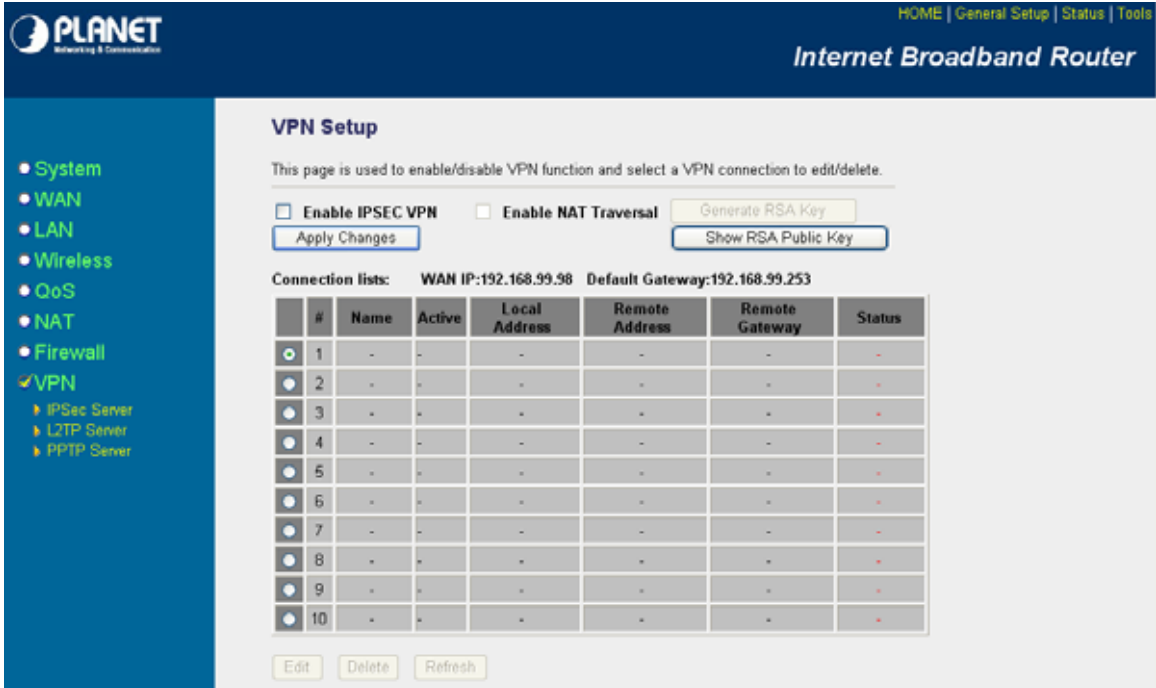 PLANET
Networking & Communication
HOME | General Setup | Status | Tools
Internet Broadband Router
System
WAN
LAN
Wireless
QoS
NAT
Firewall
VPN
IPSec Server
L2TP Server
PPTP Server
VPN Setup
This page is used to enable/disable VPN function and select a VPN connection to edit/delete.
Enable IPSEC VPN Enable NAT Traversal Generate RSA Key
Apply Changes Show RSA Public Key
Connection lists: WAN IP:192.168.99.98 Default Gateway:192.168.99.253
# Name Active Local Address Remote Address Remote Gateway Status
1 - - - - - -
2 - - - - - -
3 - - - - - -
4 - - - - - -
5 - - - - - -
6 - - - - - -
7 - - - - - -
8 - - - - - -
9 - - - - - -
10 - - - - - -
Edit Delete Refresh